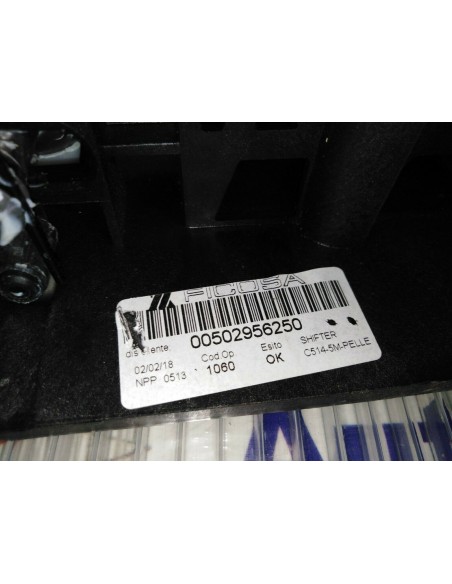 FICOSA
00502956250
dis cliente
02/02/18 Cod.Op Esito SHIFTER
NPP 0513 1060 OK C514-5M-PELLE